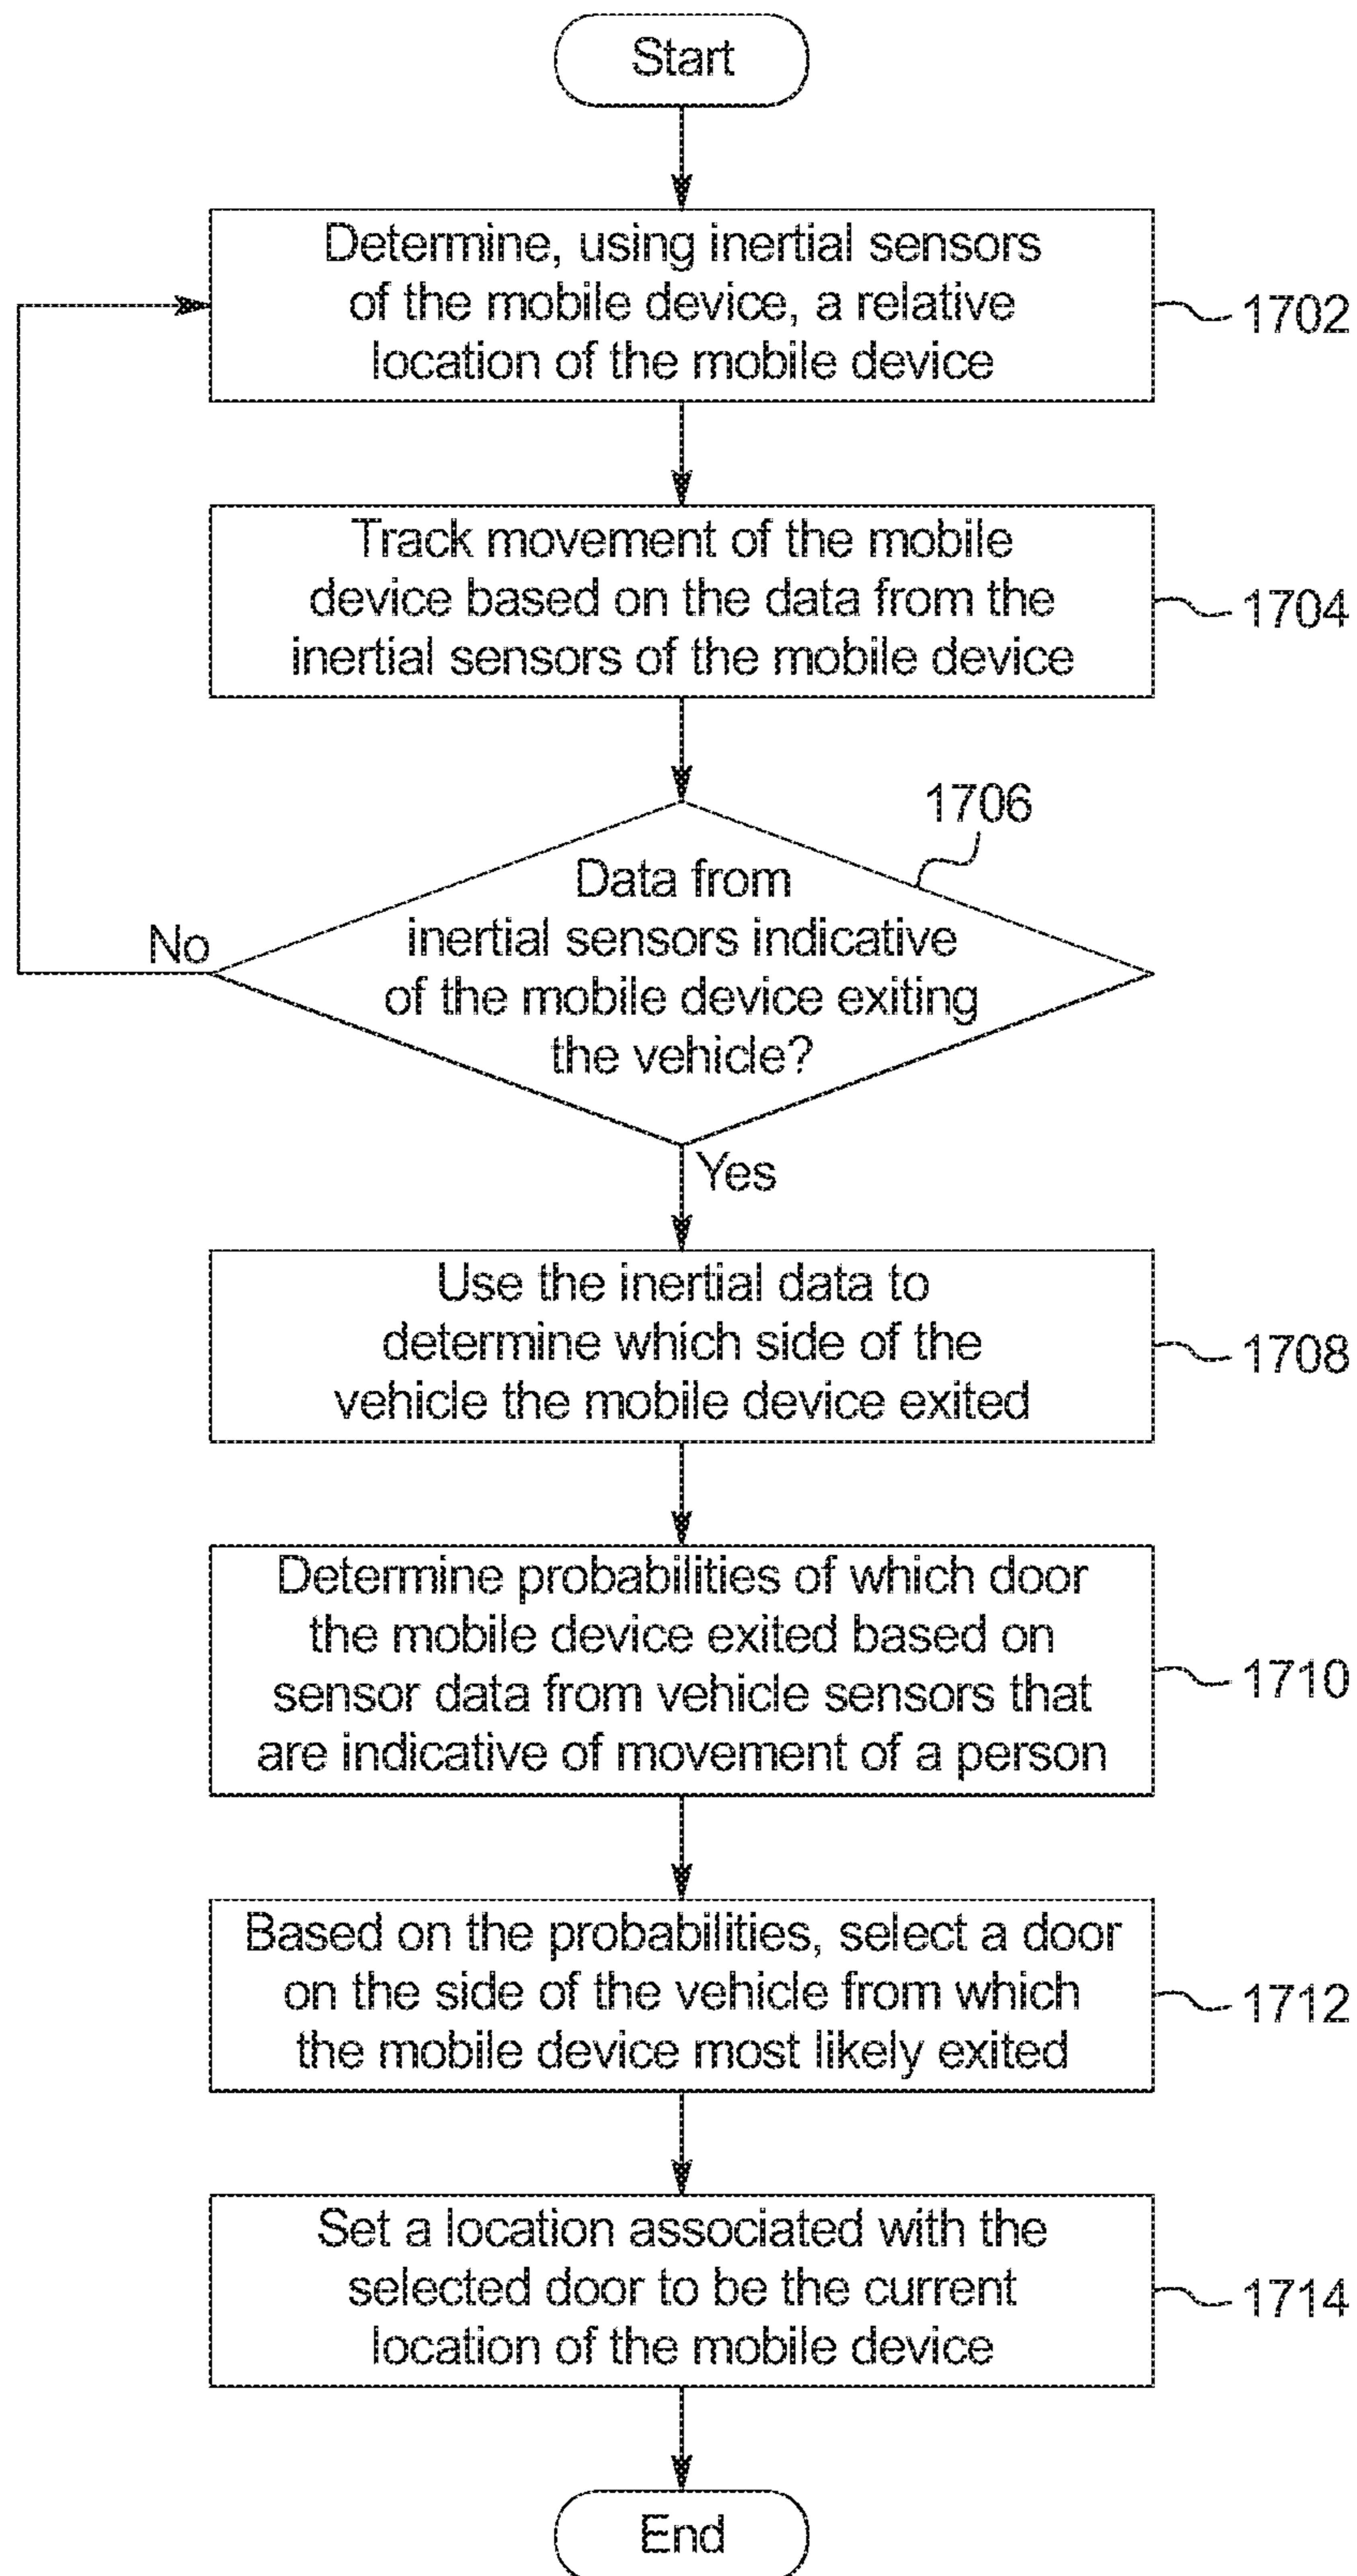 Start
Determine, using inertial sensors
of the mobile device, a relative
location of the mobile device
1702
Track movement of the mobile
device based on the data from the
inertial sensors of the mobile device
1704
1706
Data from
inertial sensors indicative
of the mobile device exiting
the vehicle?
No
Yes
Use the inertial data to
determine which side of the
vehicle the mobile device exited
1708
Determine probabilities of which door
the mobile device exited based on
sensor data from vehicle sensors that
are indicative of movement of a person
1710
Based on the probabilities, select a door
on the side of the vehicle from which
the mobile device most likely exited
1712
Set a location associated with the
selected door to be the current
location of the mobile device
1714
End